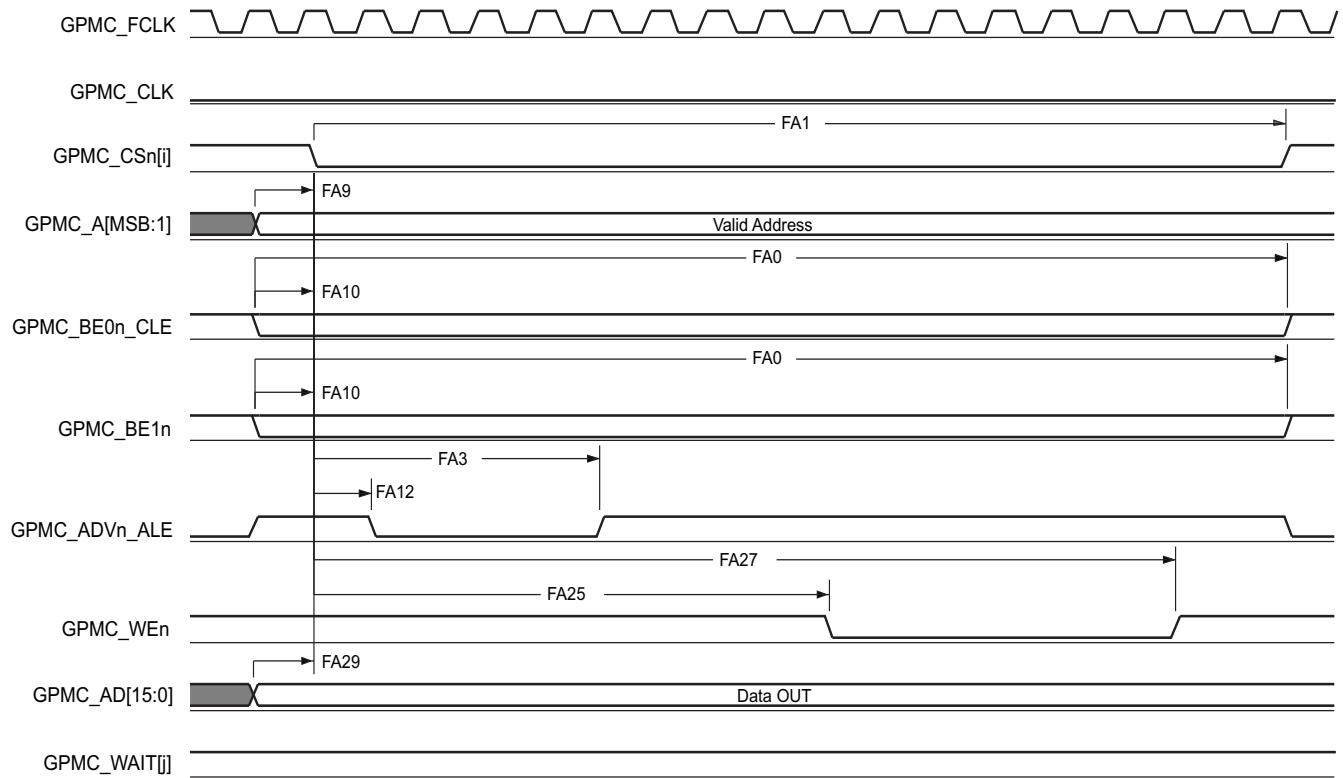 GPMC_FCLK
GPMC_CLK
FA1
GPMC_CSn[i]
FA9
GPMC_A[MSB:1]
Valid Address
FA0
FA10
GPMC_BE0n_CLE
FA0
FA10
GPMC_BE1n
FA3
FA12
GPMC_ADVn_ALE
FA27
FA25
GPMC_WEn
FA29
GPMC_AD[15:0]
Data OUT
GPMC_WAIT[j]